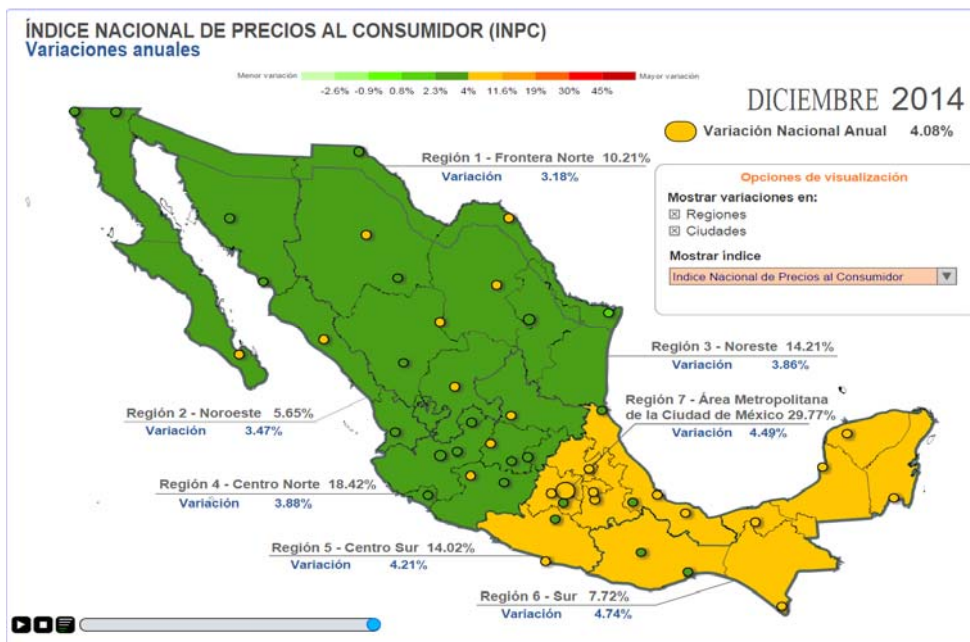 ÍNDICE NACIONAL DE PRECIOS AL CONSUMIDOR (INPC)
Variaciones anuales
Menor variación
Mayor variación
-2.6% -0.9% 0.8% 2.3% 4% 11.6% 19% 30% 45%
DICIEMBRE 2014
Variación Nacional Anual 4.08%
Región 1 - Frontera Norte 10.21%
Variación 3.18%
Opciones de visualización
Mostrar variaciones en:
Regiones
Ciudades
Mostrar índice
Indice Nacional de Precios al Consumidor
Región 3 - Noreste 14.21%
Variación 3.86%
Región 7 - Área Metropolitana
de la Ciudad de México 29.77%
Variación 4.49%
Región 2 - Noroeste 5.65%
Variación 3.47%
Región 4 - Centro Norte 18.42%
Variación 3.88%
Región 5 - Centro Sur 14.02%
Variación 4.21%
Región 6 - Sur 7.72%
Variación 4.74%